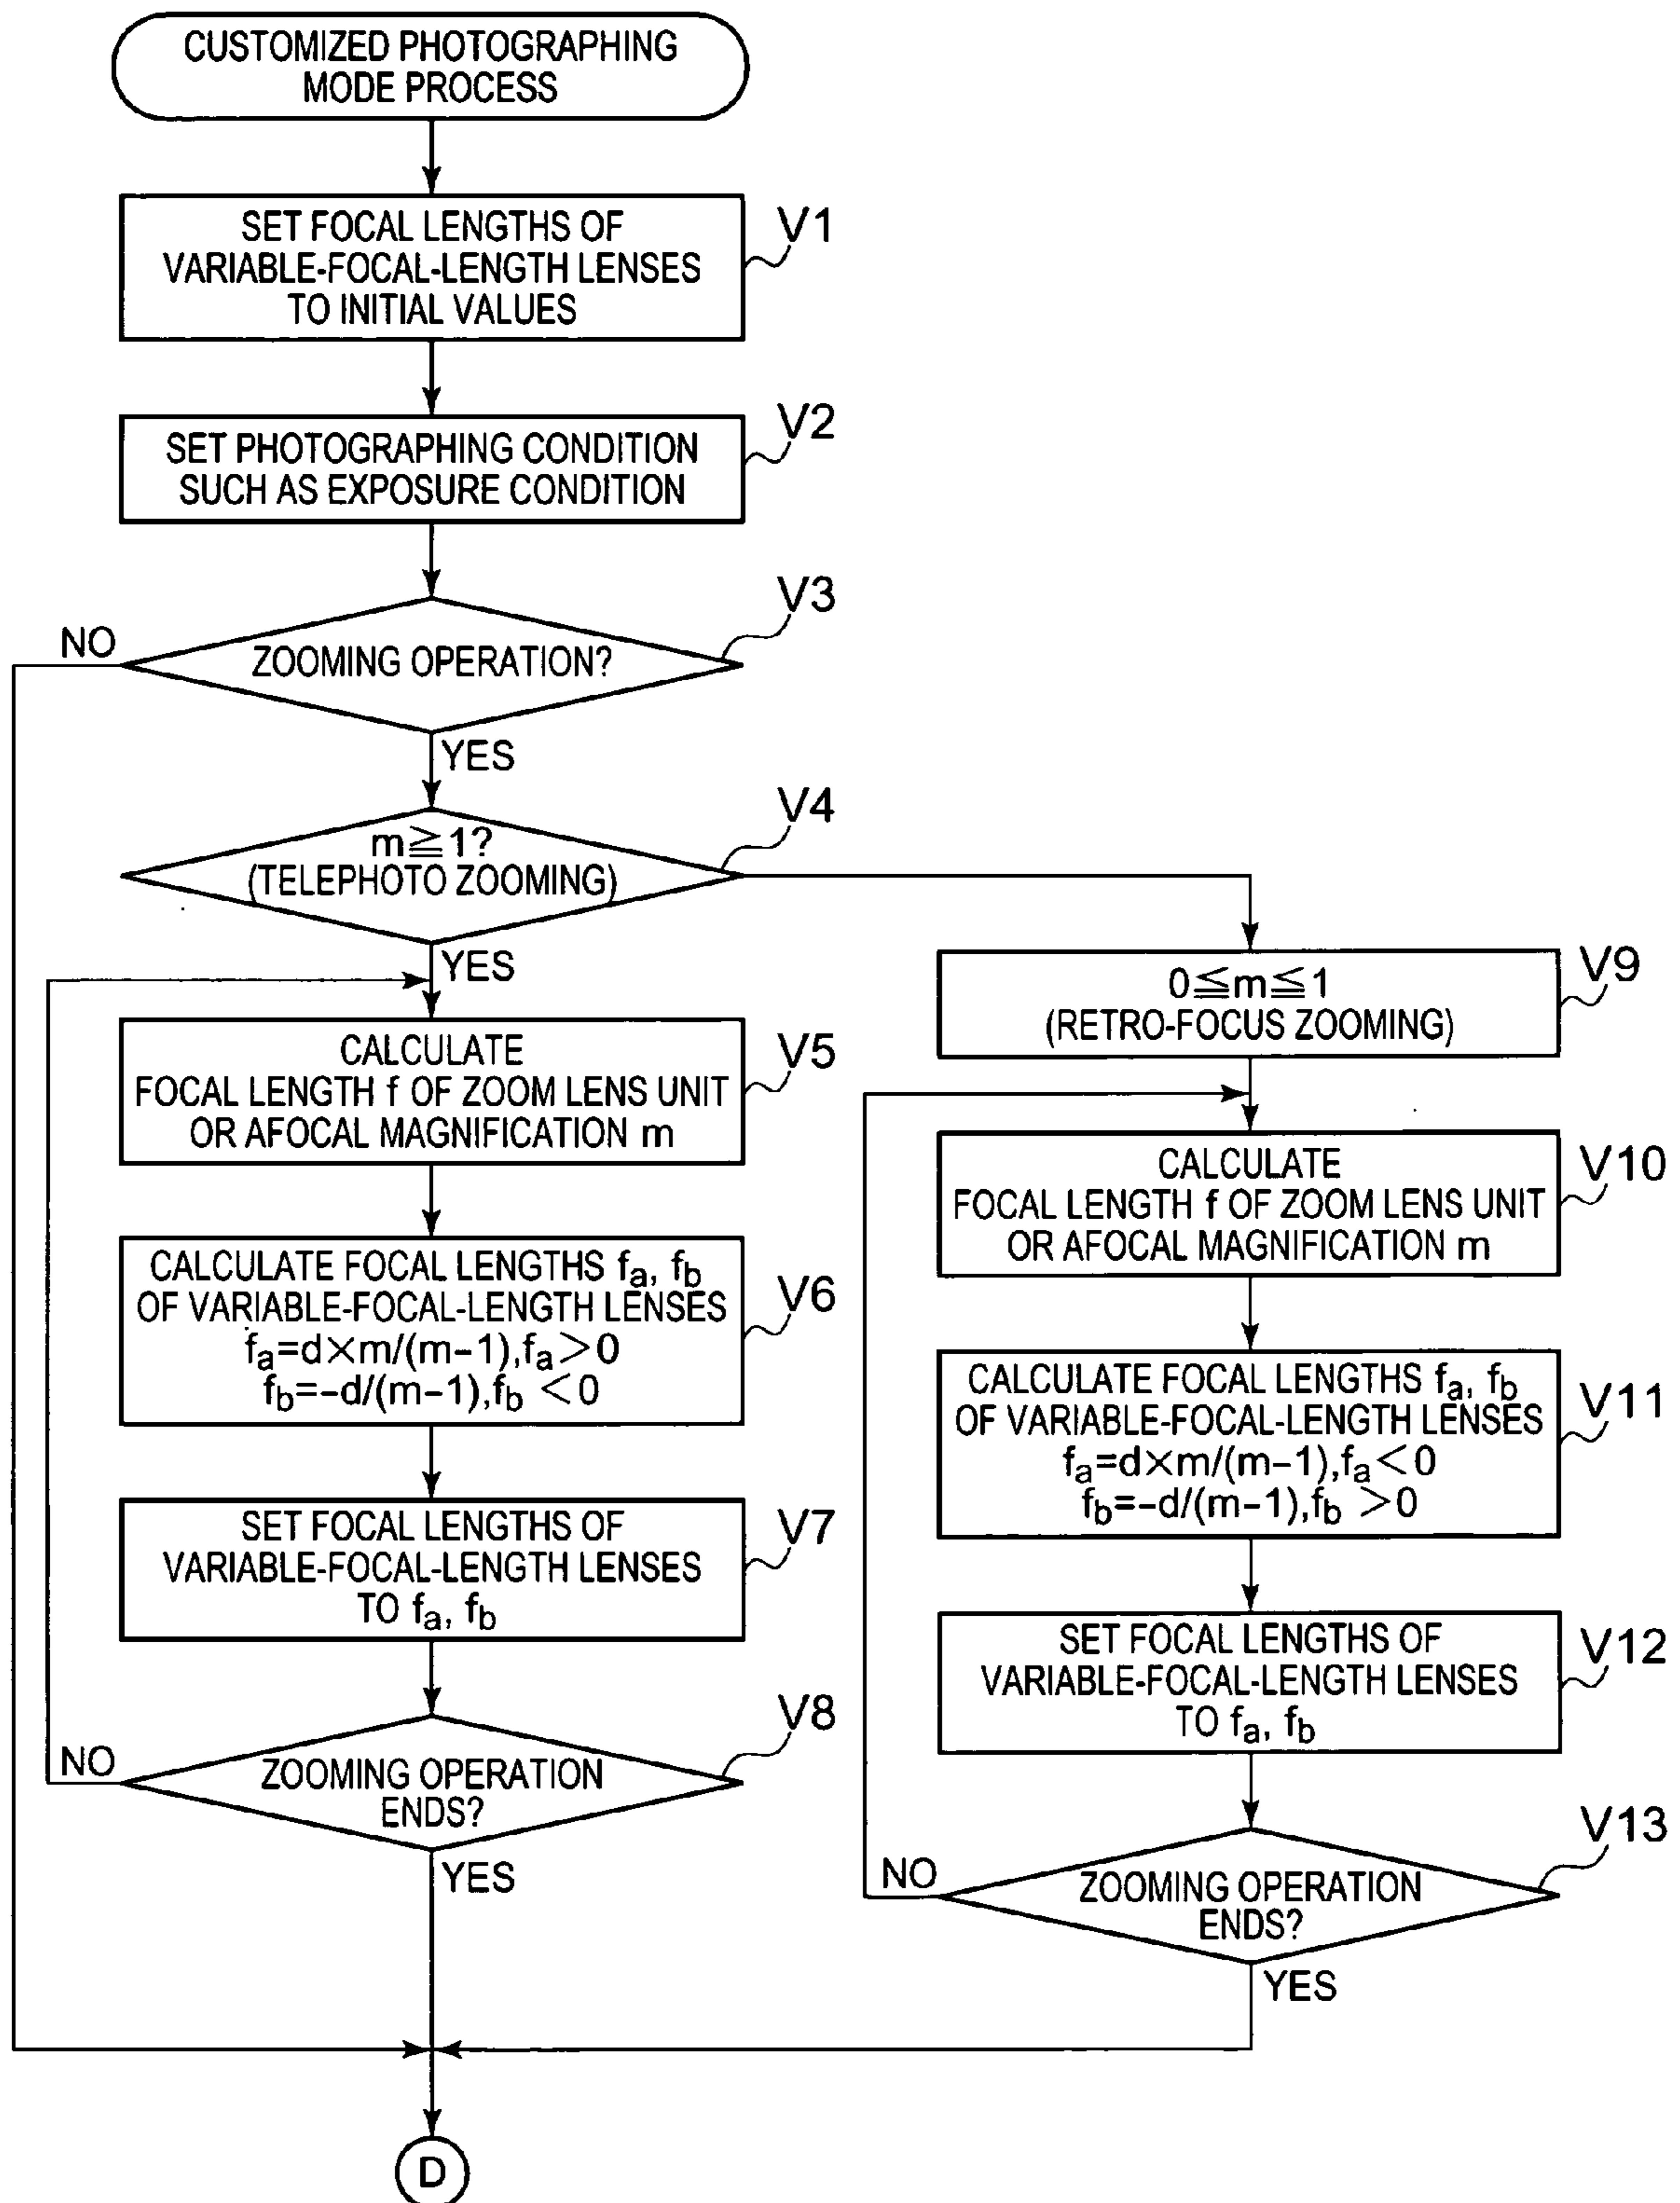 CUSTOMIZED PHOTOGRAPHING
MODE PROCESS
SET FOCAL LENGTHS OF
VARIABLE-FOCAL-LENGTH LENSES
TO INITIAL VALUES
V1
SET PHOTOGRAPHING CONDITION
SUCH AS EXPOSURE CONDITION
V2
ZOOMING OPERATION?
V3
NO
YES
m≧1?
(TELEPHOTO ZOOMING)
V4
YES
CALCULATE
FOCAL LENGTH f OF ZOOM LENS UNIT
OR AFOCAL MAGNIFICATION m
V5
CALCULATE FOCAL LENGTHS fa, fb
OF VARIABLE-FOCAL-LENGTH LENSES
fa=d×m/(m-1),fa>0
fb=-d/(m-1),fb <0
V6
SET FOCAL LENGTHS OF
VARIABLE-FOCAL-LENGTH LENSES
TO fa, fb
V7
ZOOMING OPERATION
ENDS?
V8
NO
YES
0≦m≦1
(RETRO-FOCUS ZOOMING)
V9
CALCULATE
FOCAL LENGTH f OF ZOOM LENS UNIT
OR AFOCAL MAGNIFICATION m
V10
CALCULATE FOCAL LENGTHS fa, fb
OF VARIABLE-FOCAL-LENGTH LENSES
fa=d×m/(m-1),fa<0
fb=-d/(m-1),fb >0
V11
SET FOCAL LENGTHS OF
VARIABLE-FOCAL-LENGTH LENSES
TO fa, fb
V12
ZOOMING OPERATION
ENDS?
V13
NO
YES
D